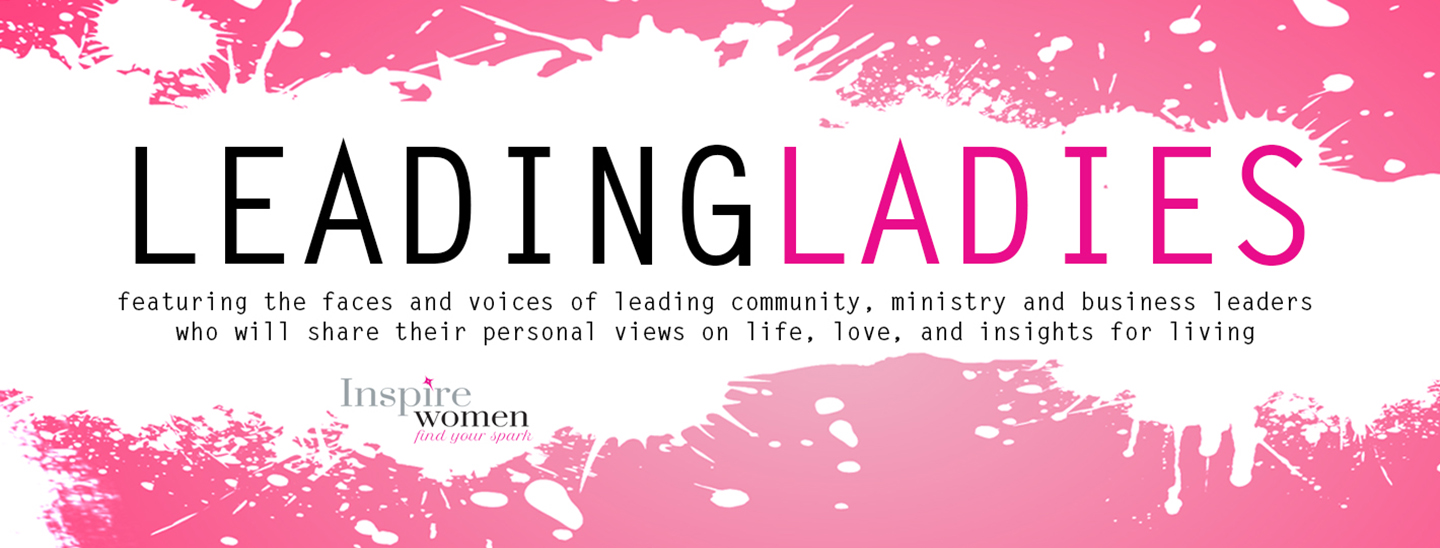 LEADINGLADIES
featuring the faces and voices of leading community, ministry and business leaders
who will share their personal views on life, love, and insights for living
Inspire
women
find your spark